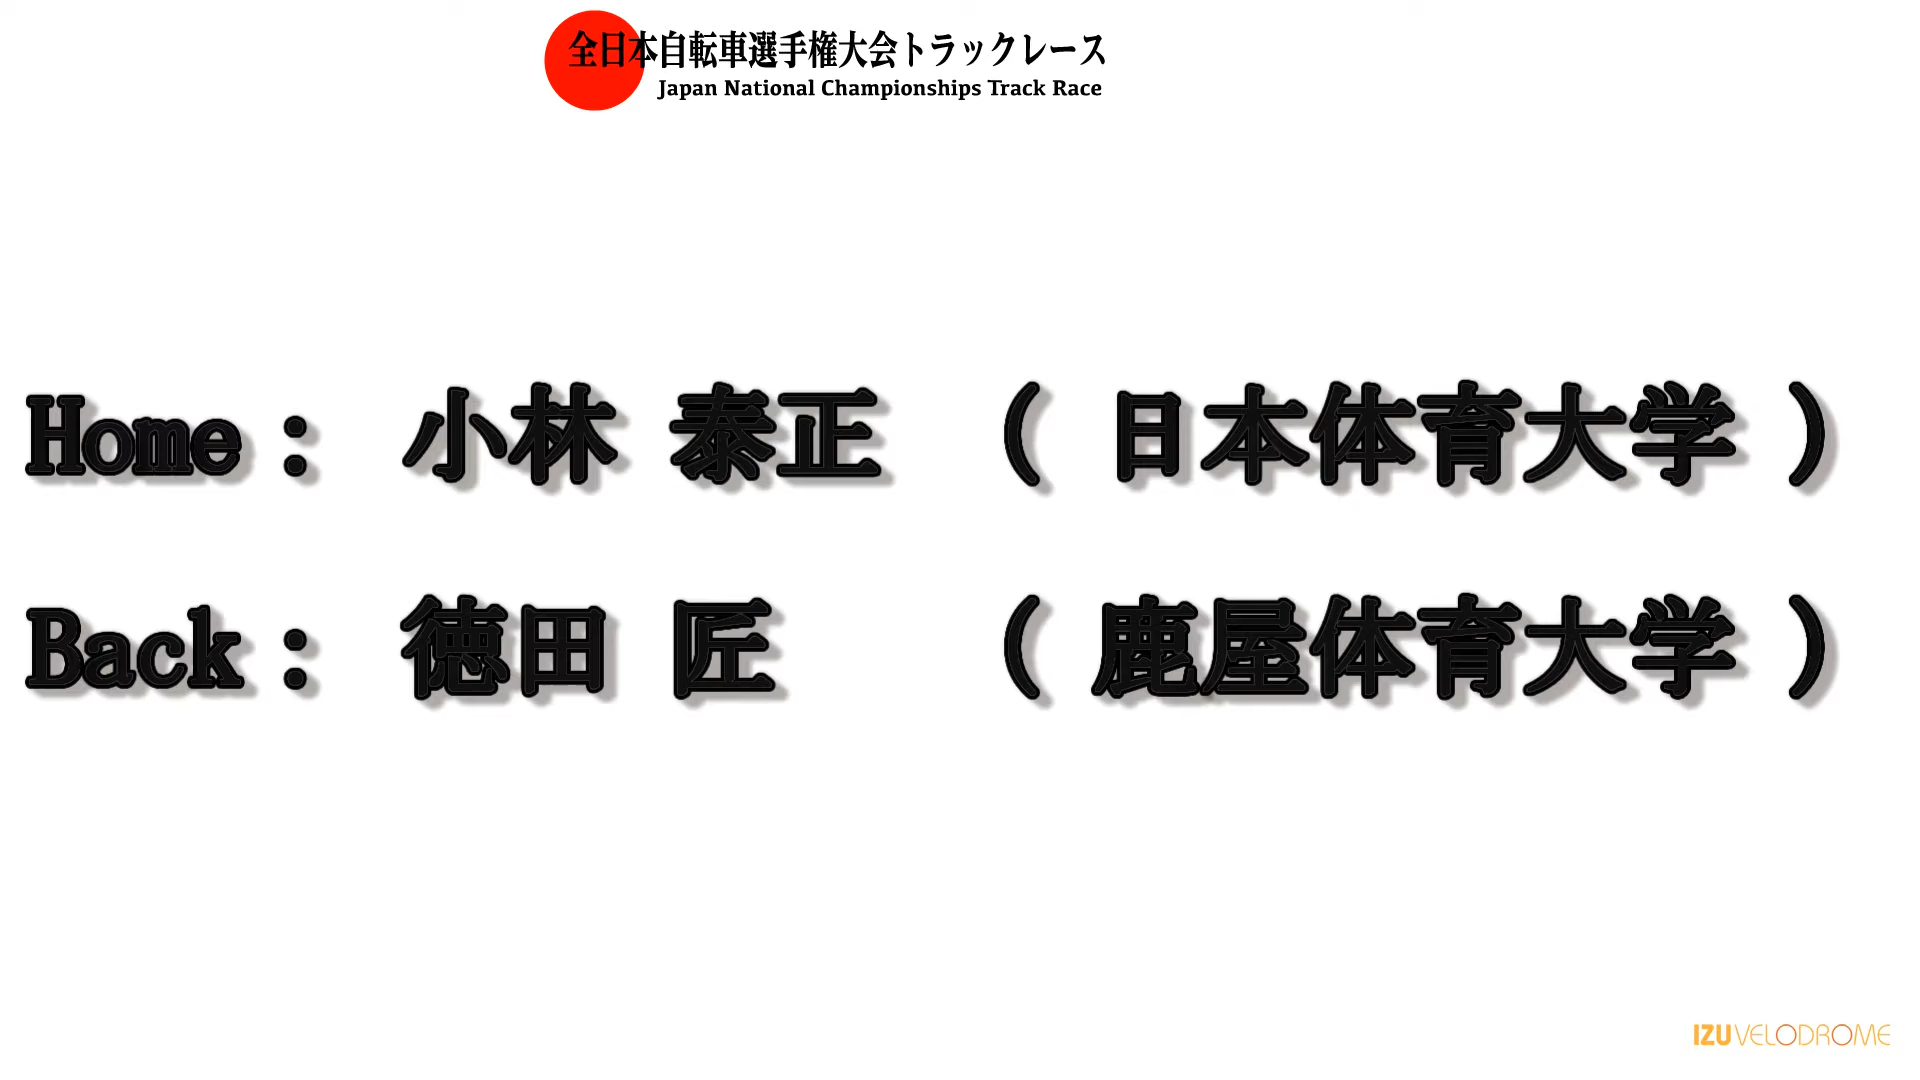 全日本自転車選手権大会トラックレース
Japan National Championships Track Race
Home： 小林 泰正 （ 日本体育大学 ）
Back： 徳田 匠 （ 鹿屋体育大学 ）
IZU VELODROME